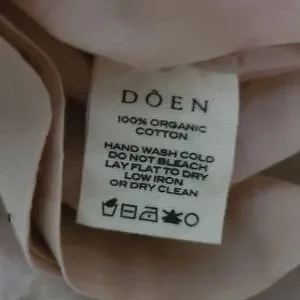 DÔEN
100% ORGANIC
COTTON
HAND WASH COLD
DO NOT BLEACH
LAY FLAT TO DRY
LOW IRON
OR DRY CLEAN